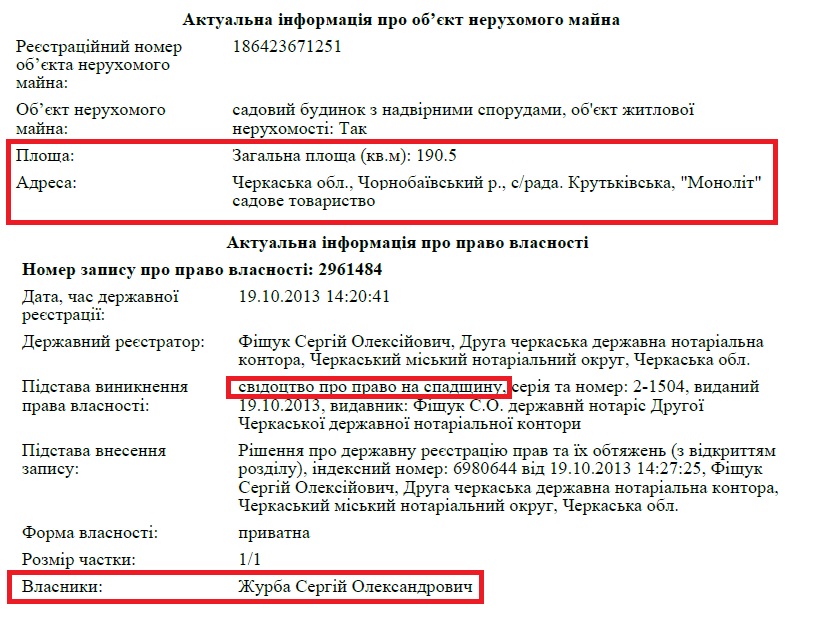 Актуальна інформація про об’єкт нерухомого майна
Реєстраційний номер 186423671251
об’єкта нерухомого
майна:
Об’єкт нерухомого садовий будинок з надвірними спорудами, об'єкт житлової
майна: нерухомості: Так
Площа: Загальна площа (кв.м): 190.5
Адреса: Черкаська обл., Чорнобаївський р., с/рада. Крутьківська, "Моноліт"
садове товариство
Актуальна інформація про право власності
Номер запису про право власності: 2961484
Дата, час державної 19.10.2013 14:20:41
реєстрації:
Державний реєстратор: Фіщук Сергій Олексійович, Друга черкаська державна нотаріальна
контора, Черкаський міський нотаріальний округ, Черкаська обл.
Підстава виникнення свідоцтво про право на спадщину, серія та номер: 2-1504, виданий
права власності: 19.10.2013, видавник: Фіщук С.О. державнй нотаріс Другої
Черкаської державної нотаріальної контори
Підстава внесення Рішення про державну реєстрацію прав та їх обтяжень (з відкриттям
запису: розділу), індексний номер: 6980644 від 19.10.2013 14:27:25, Фіщук
Сергій Олексійович, Друга черкаська державна нотаріальна контора,
Черкаський міський нотаріальний округ, Черкаська обл.
Форма власності: приватна
Розмір частки: 1/1
Власники: Журба Сергій Олександрович